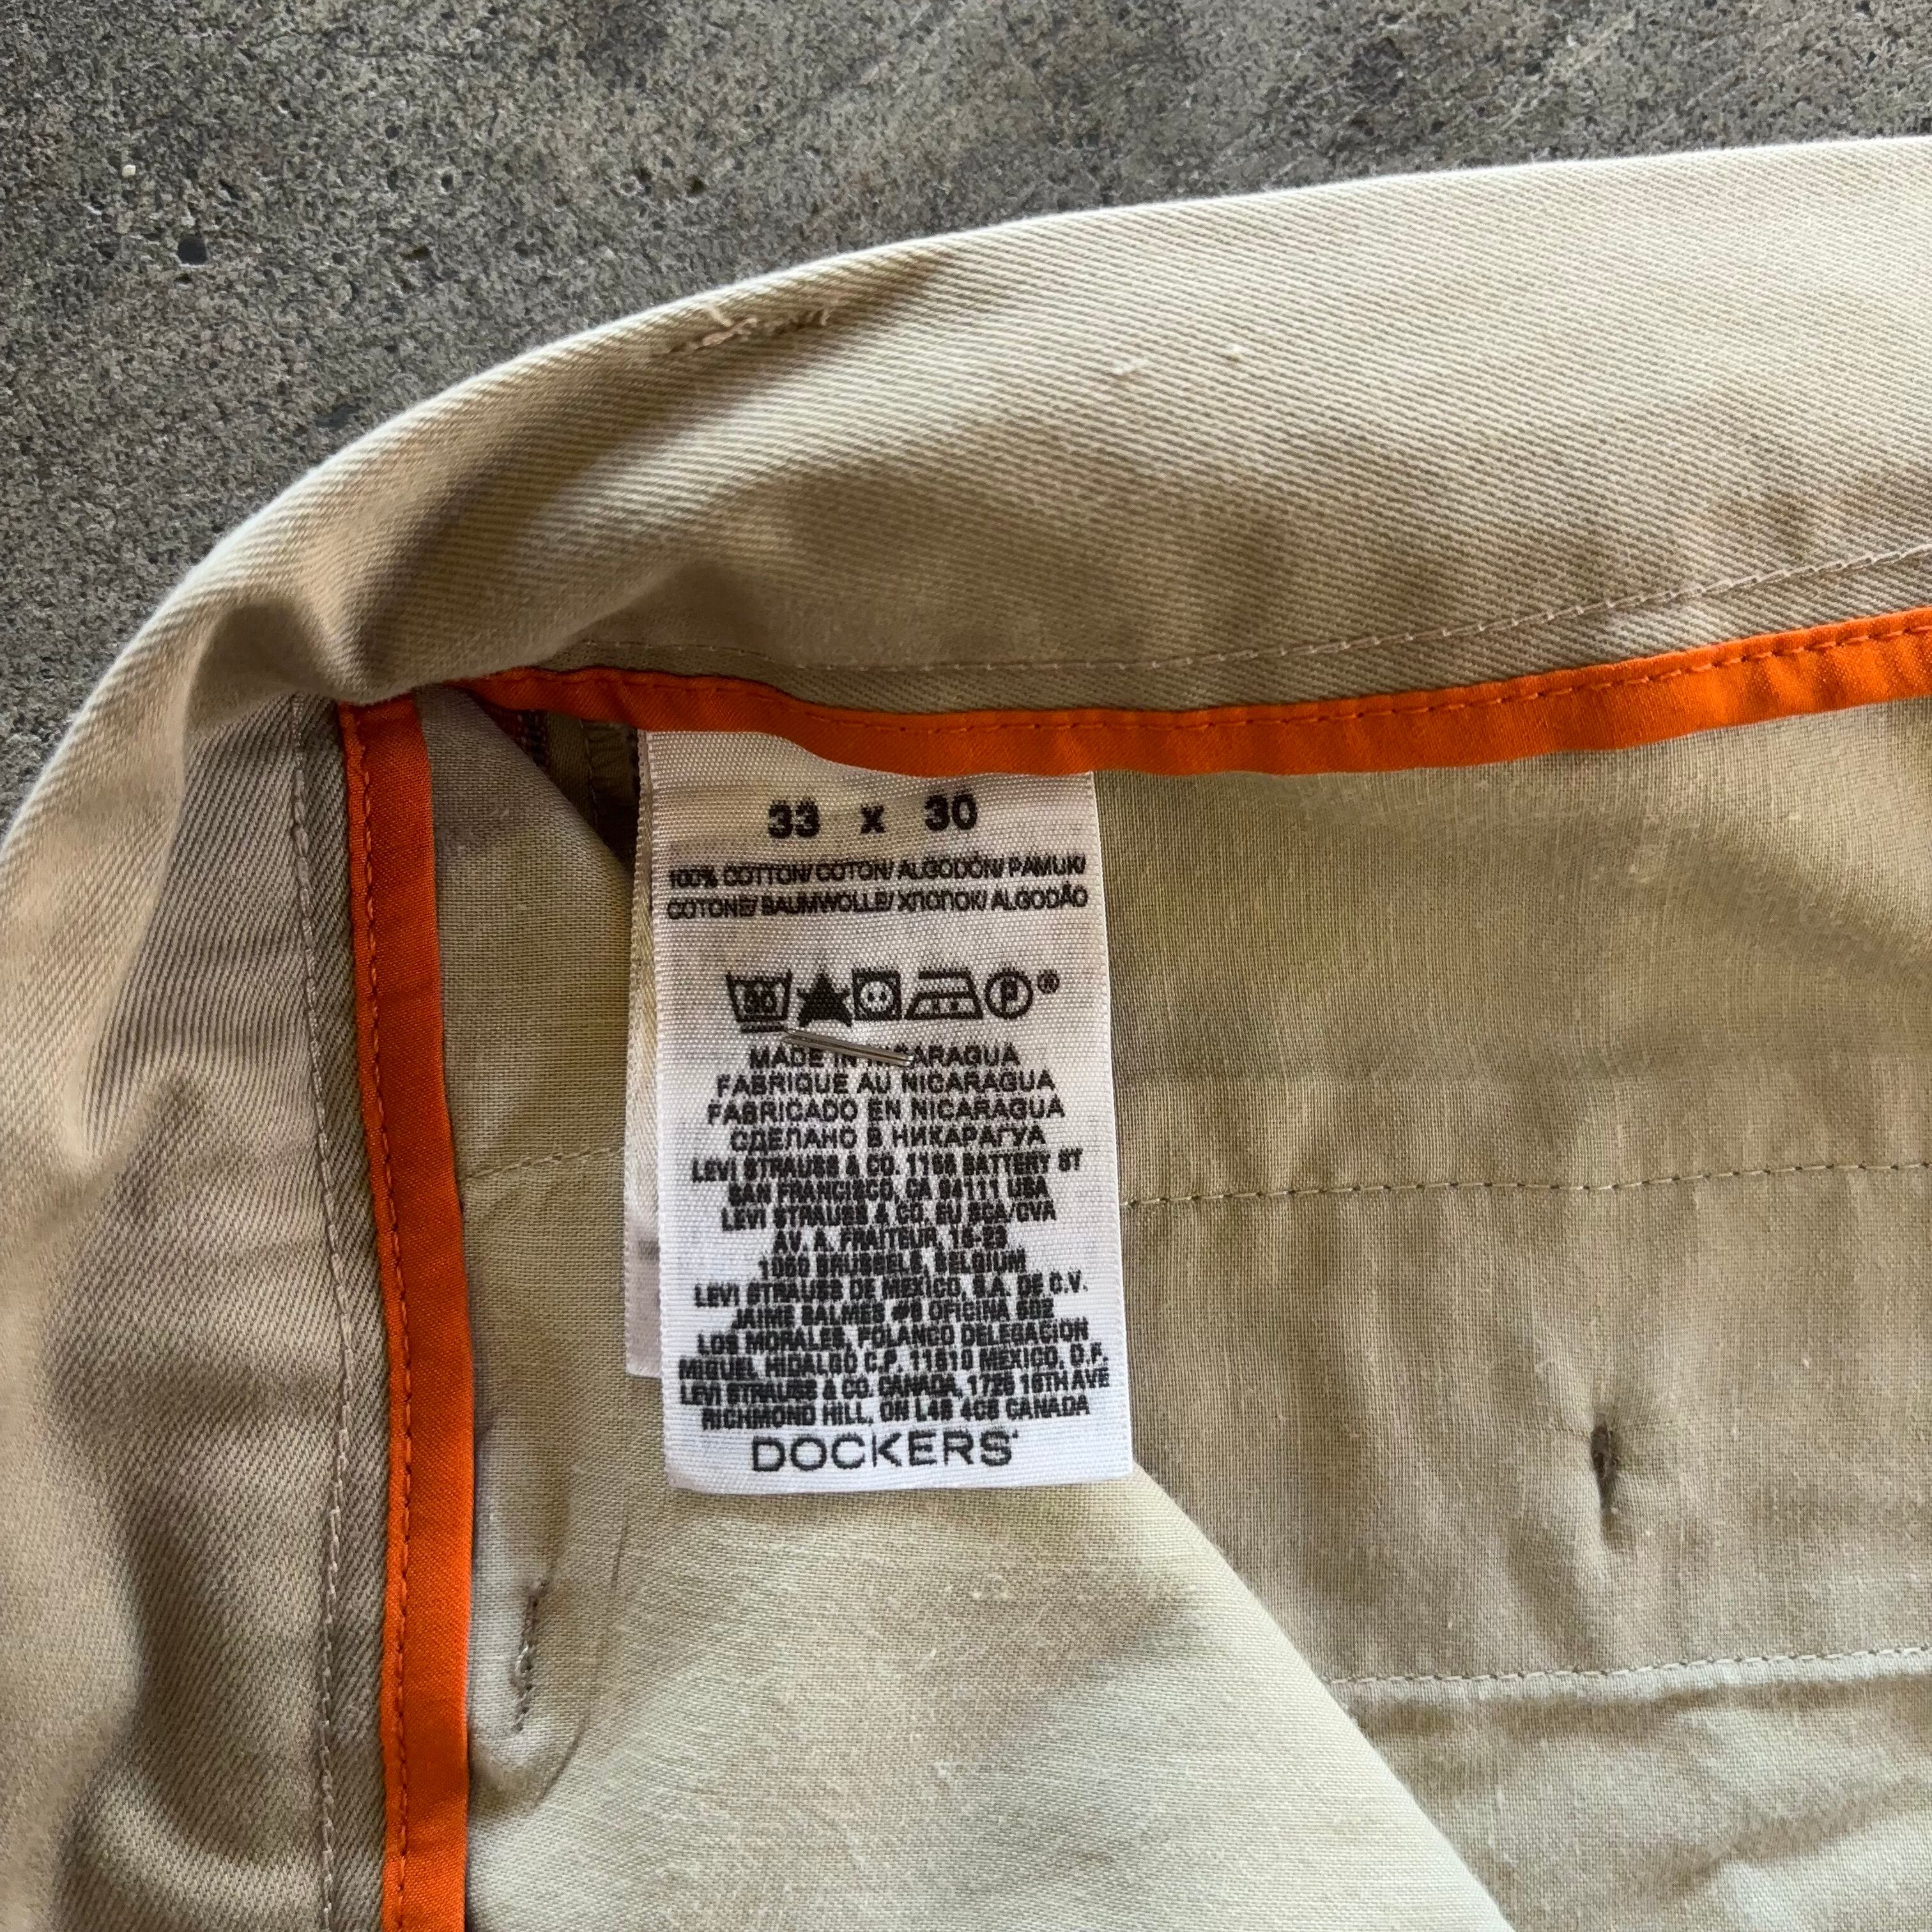 33 x 30
100% COTTON/ COTON/ ALGODÓN/ PAMUK/
COTONE/ BAUMWOLLE/ ХЛОПОК/ ALGODÃO
30 P ®
MADE IN NICARAGUA
FABRIQUE AU NICARAGUA
FABRICADO EN NICARAGUA
СДЕЛАНО В НИКАРАГУА
LEVI STRAUSS & CO. 1155 BATTERY ST
SAN FRANCISCO, CA 94111 USA
LEVI STRAUSS & CO. EU SCA/CVA
AV. A. FRAITEUR, 15-23
1050 BRUSSELS, BELGIUM
LEVI STRAUSS DE MEXICO, S.A. DE C.V.
JAIME BALMES #8 OFICINA 502
LOS MORALES, POLANCO DELEGACION
MIGUEL HIDALGO C.P. 11510 MEXICO, D.F.
LEVI STRAUSS & CO. CANADA, 1725 16TH AVE
RICHMOND HILL, ON L4B 4C6 CANADA
DOCKERS